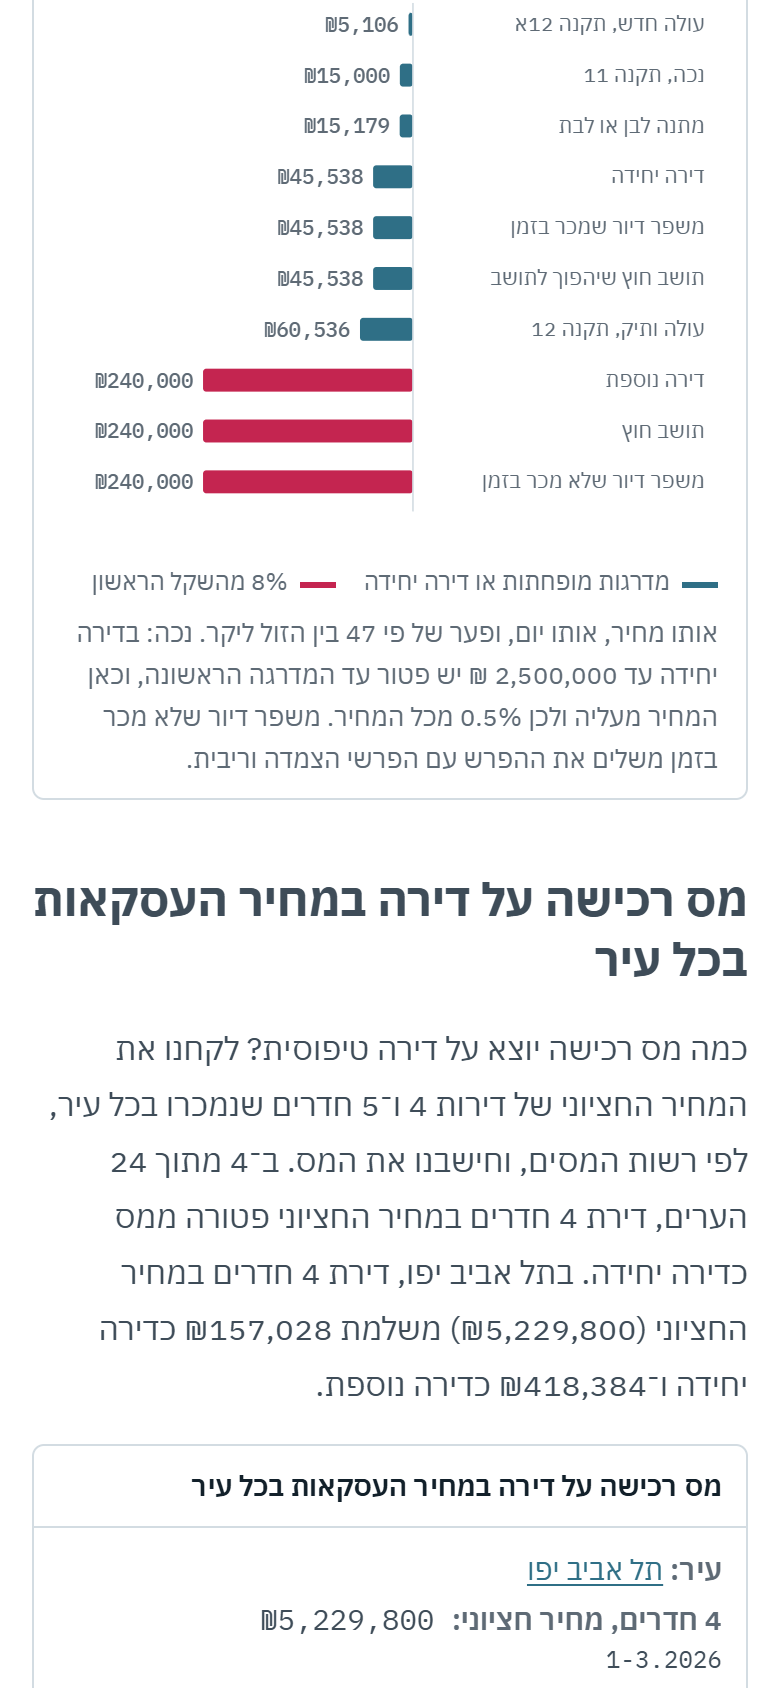 עולה חדש, תקנה 12א ₪5,106
נכה, תקנה 11 ₪15,000
מתנה לבן או לבת ₪15,179
דירה יחידה ₪45,538
משפר דיור שמכר בזמן ₪45,538
תושב חוץ שיהפוך לתושב ₪45,538
עולה ותיק, תקנה 12 ₪60,536
דירה נוספת ₪240,000
תושב חוץ ₪240,000
משפר דיור שלא מכר בזמן ₪240,000
מדרגות מופחתות או דירה יחידה 8% מהשקל הראשון
אותו מחיר, אותו יום, ופער של פי 47 בין הזול ליקר. נכה: בדירה
יחידה עד 2,500,000 ₪ יש פטור עד המדרגה הראשונה, וכאן
המחיר מעליה ולכן 0.5% מכל המחיר. משפר דיור שלא מכר
בזמן משלים את ההפרש עם הפרשי הצמדה וריבית.
מס רכישה על דירה במחיר העסקאות
בכל עיר
כמה מס רכישה יוצא על דירה טיפוסית? לקחנו את
המחיר החציוני של דירות 4 ו־5 חדרים שנמכרו בכל עיר,
לפי רשות המסים, וחישבנו את המס. ב־4 מתוך 24
הערים, דירת 4 חדרים במחיר החציוני פטורה ממס
כדירה יחידה. בתל אביב יפו, דירת 4 חדרים במחיר
החציוני (₪5,229,800) משלמת ₪157,028 כדירה
יחידה ו־₪418,384 כדירה נוספת.
מס רכישה על דירה במחיר העסקאות בכל עיר
עיר: תל אביב יפו
4 חדרים, מחיר חציוני: ₪5,229,800
1-3.2026